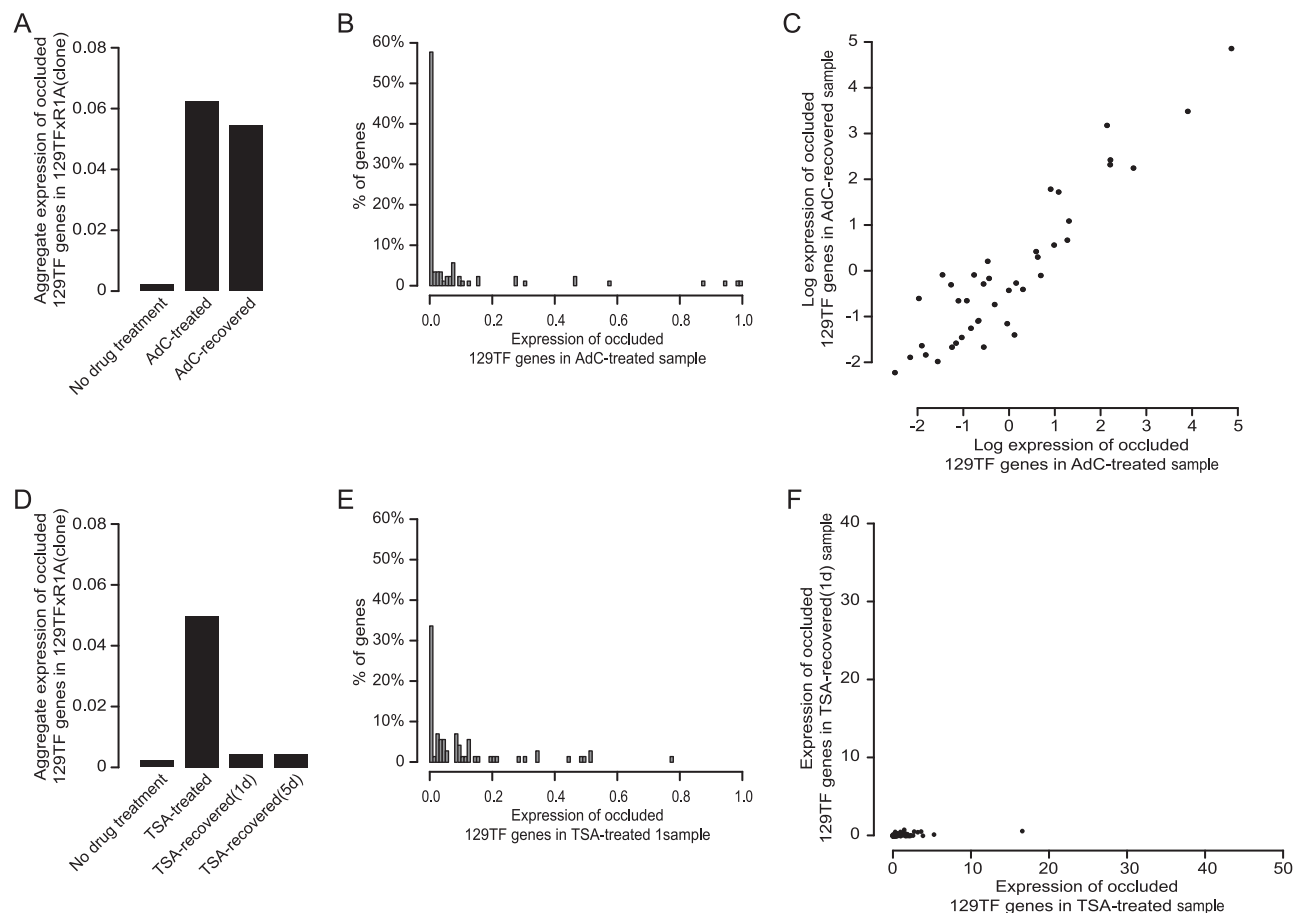 A
Aggregate expression of occluded
129TF genes in 129TFxR1A(clone)
0.08
0.06
0.04
0.02
0
No drug treatment
AdC-treated
AdC-recovered
B
% of genes
60%
50%
40%
30%
20%
10%
0
0.0 0.2 0.4 0.6 0.8 1.0
Expression of occluded
129TF genes in AdC-treated sample
C
Log expression of occluded
129TF genes in AdC-recovered sample
5
4
3
2
1
0
-1
-2
-2 -1 0 1 2 3 4 5
Log expression of occluded
129TF genes in AdC-treated sample
D
Aggregate expression of occluded
129TF genes in 129TFxR1A(clone)
0.08
0.06
0.04
0.02
0
No drug treatment
TSA-treated
TSA-recovered(1d)
TSA-recovered(5d)
E
% of genes
60%
50%
40%
30%
20%
10%
0
0.0 0.2 0.4 0.6 0.8 1.0
Expression of occluded
129TF genes in TSA-treated 1sample
F
Expression of occluded
129TF genes in TSA-recovered(1d) sample
40
30
20
10
0
0 10 20 30 40 50
Expression of occluded
129TF genes in TSA-treated sample